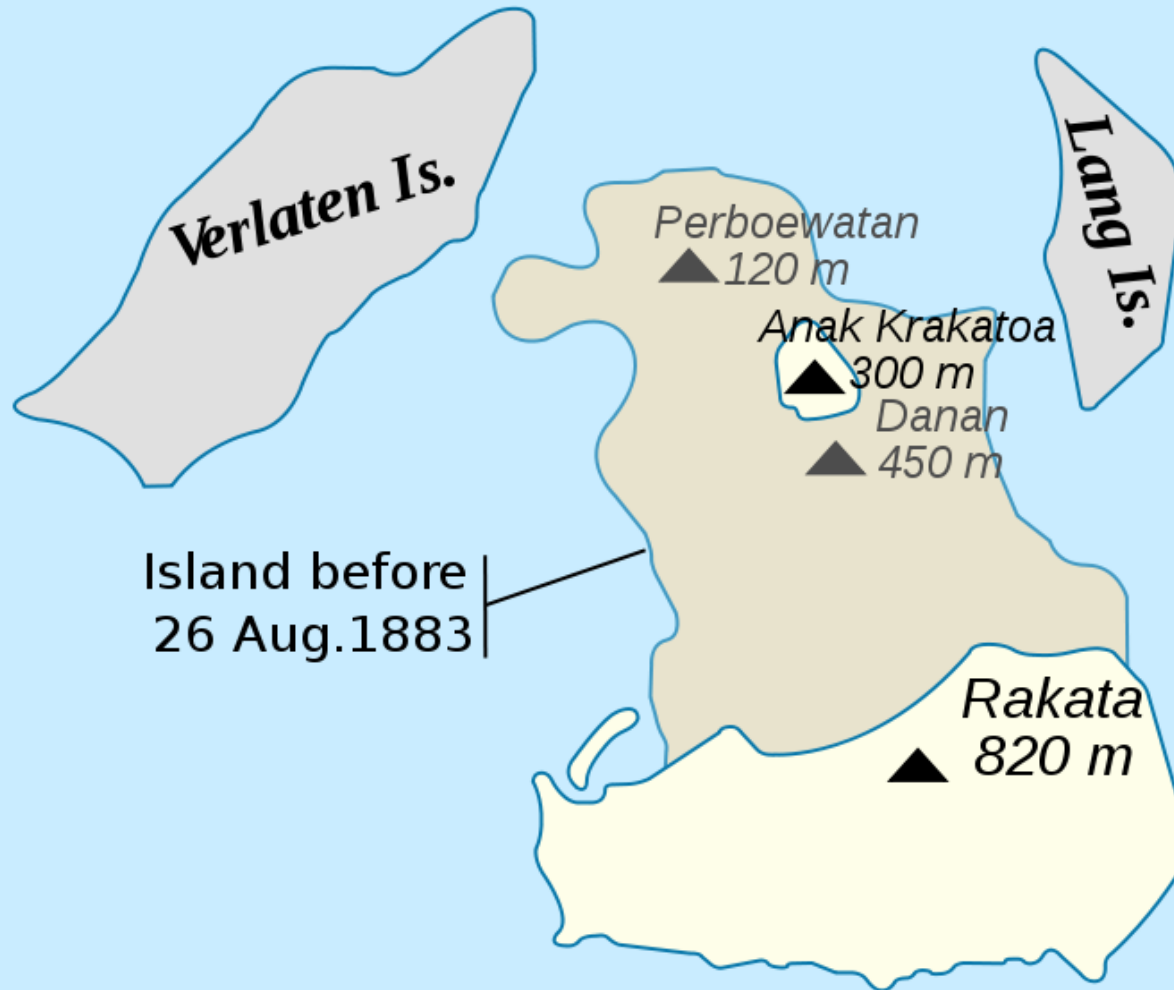 Verlaten Is.
Lang Is.
Perboewatan
120 m
Anak Krakatoa
300 m
Danan
450 m
Island before
26 Aug.1883
Rakata
820 m